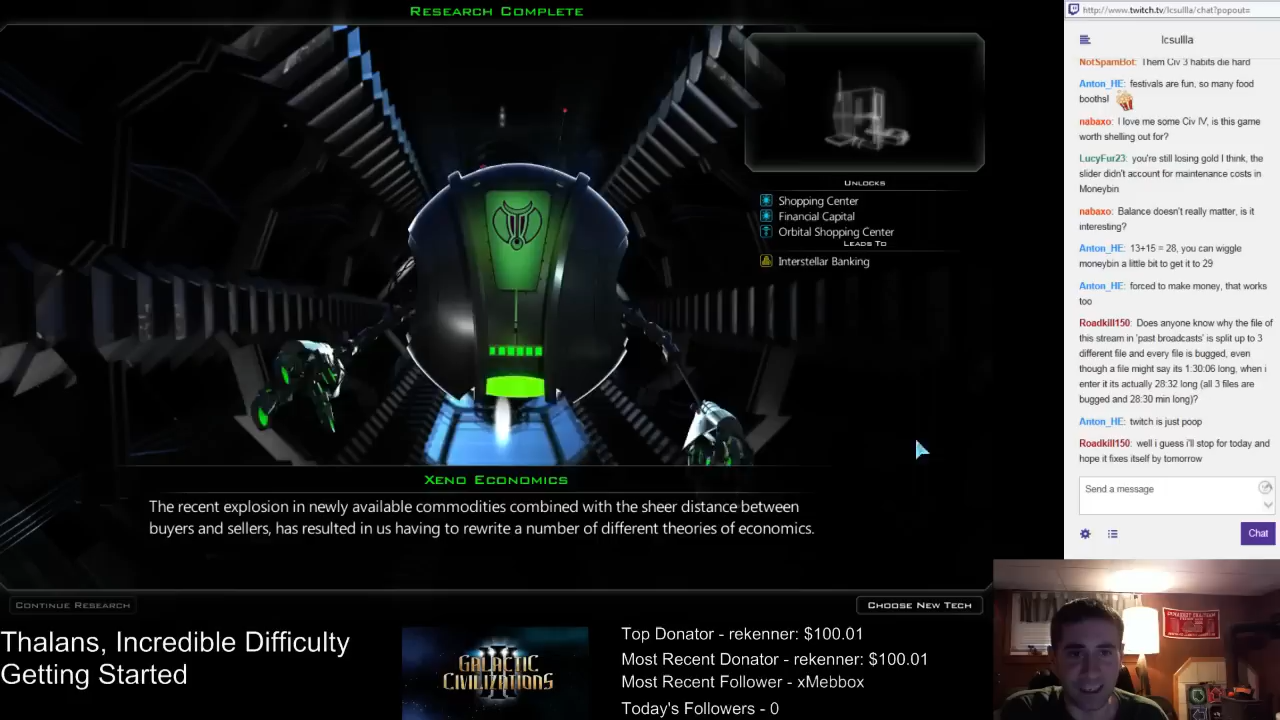 RESEARCH COMPLETE
UNLOCKS
Shopping Center
Financial Capital
Orbital Shopping Center
LEADS TO
Interstellar Banking
XENO ECONOMICS
The recent explosion in newly available commodities combined with the sheer distance between
buyers and sellers, has resulted in us having to rewrite a number of different theories of economics.
CONTINUE RESEARCH
CHOOSE NEW TECH
Thalans, Incredible Difficulty
Getting Started
GALACTIC
CIVILIZATIONS
III
Top Donator - rekenner: $100.01
Most Recent Donator - rekenner: $100.01
Most Recent Follower - xMebbox
Today's Followers - 0
http://www.twitch.tv/lcsullla/chat?popout=
lcsullla
NotSpamBot: Them Civ 3 habits die hard
Anton_HE: festivals are fun, so many food
booths!
nabaxo: I love me some Civ IV, is this game
worth shelling out for?
LucyFur23: you're still losing gold I think, the
slider didn't account for maintenance costs in
Moneybin
nabaxo: Balance doesn't really matter, is it
interesting?
Anton_HE: 13+15 = 28, you can wiggle
moneybin a little bit to get it to 29
Anton_HE: forced to make money, that works
too
Roadkill150: Does anyone know why the file of
this stream in 'past broadcasts' is split up to 3
different file and every file is bugged, even
though a file might say its 1:30:06 long, when i
enter it its actually 28:32 long (all 3 files are
bugged and 28:30 min long)?
Anton_HE: twitch is just poop
Roadkill150: well i guess i'll stop for today and
hope it fixes itself by tomorrow
Send a message
Chat